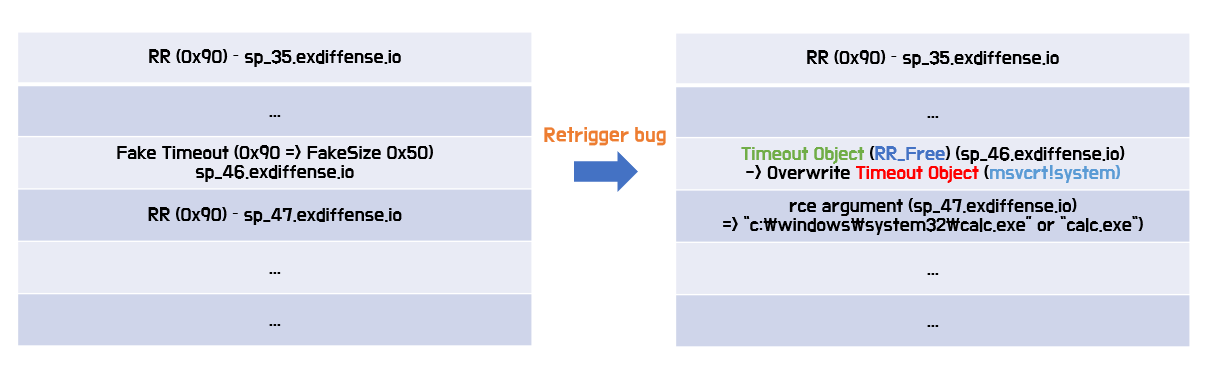 RR (0x90) - sp_35.exdiffense.io
...
Fake Timeout (0x90 => FakeSize 0x50)
sp_46.exdiffense.io
RR (0x90) - sp_47.exdiffense.io
...
...
Retrigger bug
RR (0x90) - sp_35.exdiffense.io
...
Timeout Object (RR_Free) (sp_46.exdiffense.io)
-> Overwrite Timeout Object (msvcrt!system)
rce argument (sp_47.exdiffense.io)
=> "c:₩windows₩system32₩calc.exe" or "calc.exe")
...
...